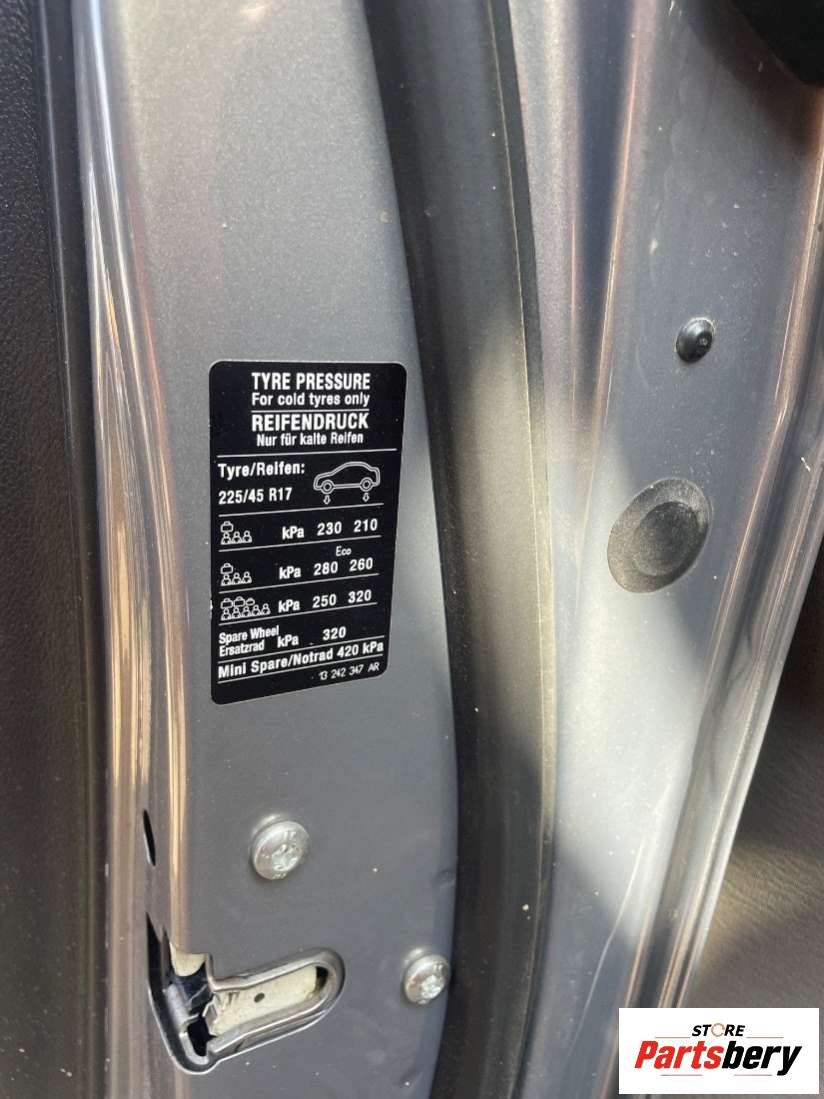 TYRE PRESSURE
For cold tyres only
REIFENDRUCK
Nur für kalte Reifen
Tyre/Reifen:
225/45 R17
kPa 230 210
Eco
kPa 280 260
kPa 250 320
Spare Wheel
Ersatzrad kPa 320
Mini Spare/Notrad 420 kPa
13 242 347 AR
STORE
Partsbery